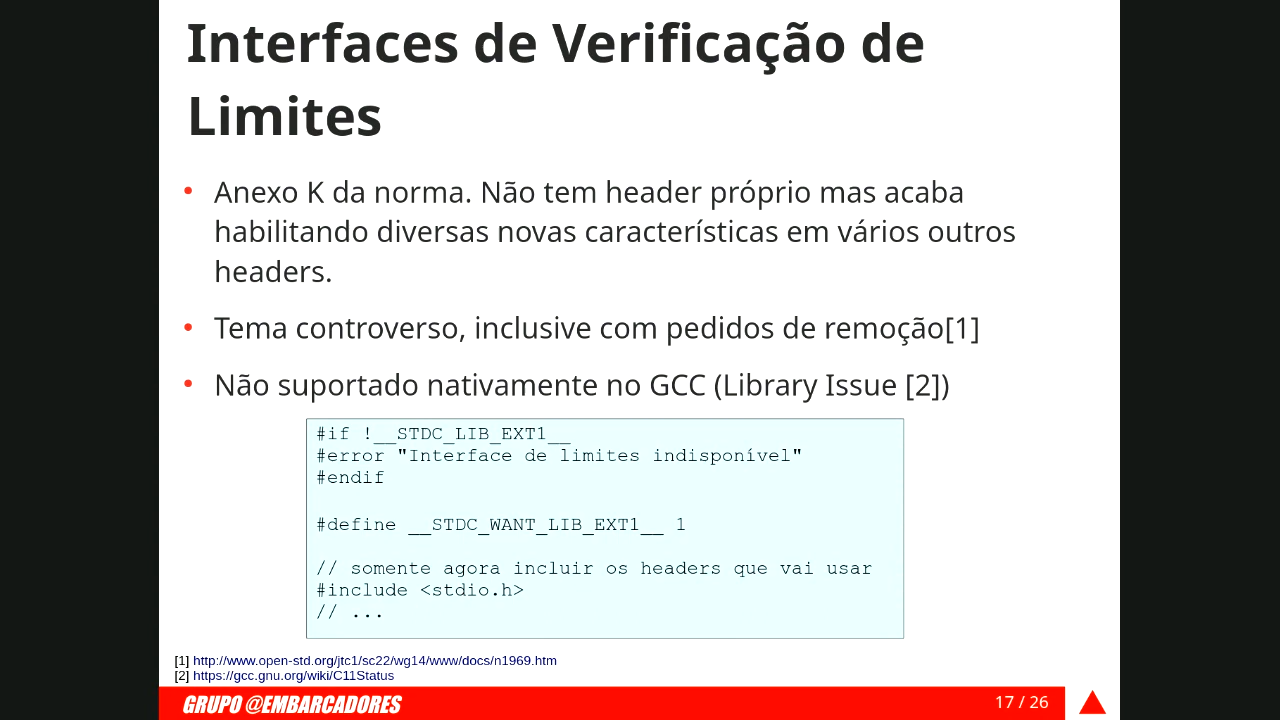 Interfaces de Verificação de
Limites
• Anexo K da norma. Não tem header próprio mas acaba
habilitando diversas novas características em vários outros
headers.
• Tema controverso, inclusive com pedidos de remoção[1]
• Não suportado nativamente no GCC (Library Issue [2])
#if !__STDC_LIB_EXT1__
#error "Interface de limites indisponível"
#endif
#define __STDC_WANT_LIB_EXT1__ 1
// somente agora incluir os headers que vai usar
#include <stdio.h>
// ...
[1] http://www.open-std.org/jtc1/sc22/wg14/www/docs/n1969.htm
[2] https://gcc.gnu.org/wiki/C11Status
GRUPO @EMBARCADORES
17 / 26